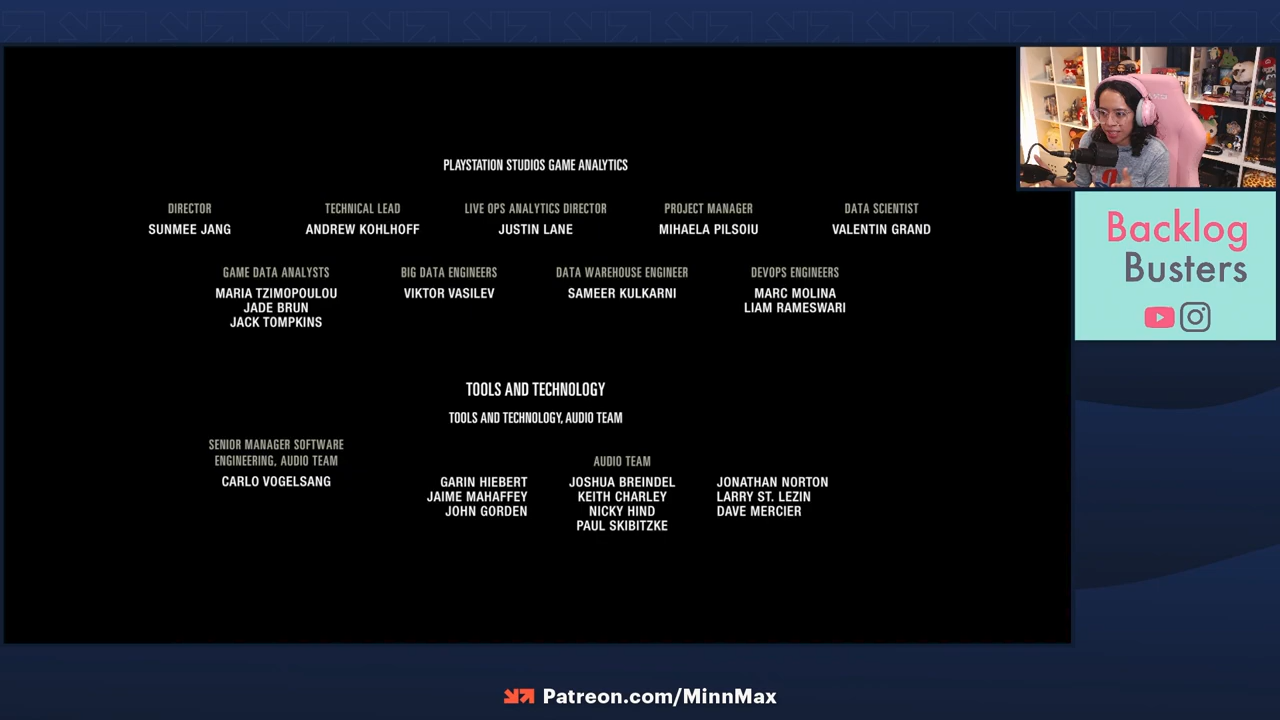 PLAYSTATION STUDIOS GAME ANALYTICS
DIRECTOR
SUNMEE JANG
TECHNICAL LEAD
ANDREW KOHLHOFF
LIVE OPS ANALYTICS DIRECTOR
JUSTIN LANE
PROJECT MANAGER
MIHAELA PILSOIU
DATA SCIENTIST
VALENTIN GRAND
GAME DATA ANALYSTS
MARIA TZIMOPOULOU
JADE BRUN
JACK TOMPKINS
BIG DATA ENGINEERS
VIKTOR VASILEV
DATA WAREHOUSE ENGINEER
SAMEER KULKARNI
DEVOPS ENGINEERS
MARC MOLINA
LIAM RAMESWARI
TOOLS AND TECHNOLOGY
TOOLS AND TECHNOLOGY, AUDIO TEAM
SENIOR MANAGER SOFTWARE
ENGINEERING, AUDIO TEAM
CARLO VOGELSANG
AUDIO TEAM
GARIN HIEBERT
JAIME MAHAFFEY
JOHN GORDEN
JOSHUA BREINDEL
KEITH CHARLEY
NICKY HIND
PAUL SKIBITZKE
JONATHAN NORTON
LARRY ST. LEZIN
DAVE MERCIER
Backlog
Busters
Patreon.com/MinnMax